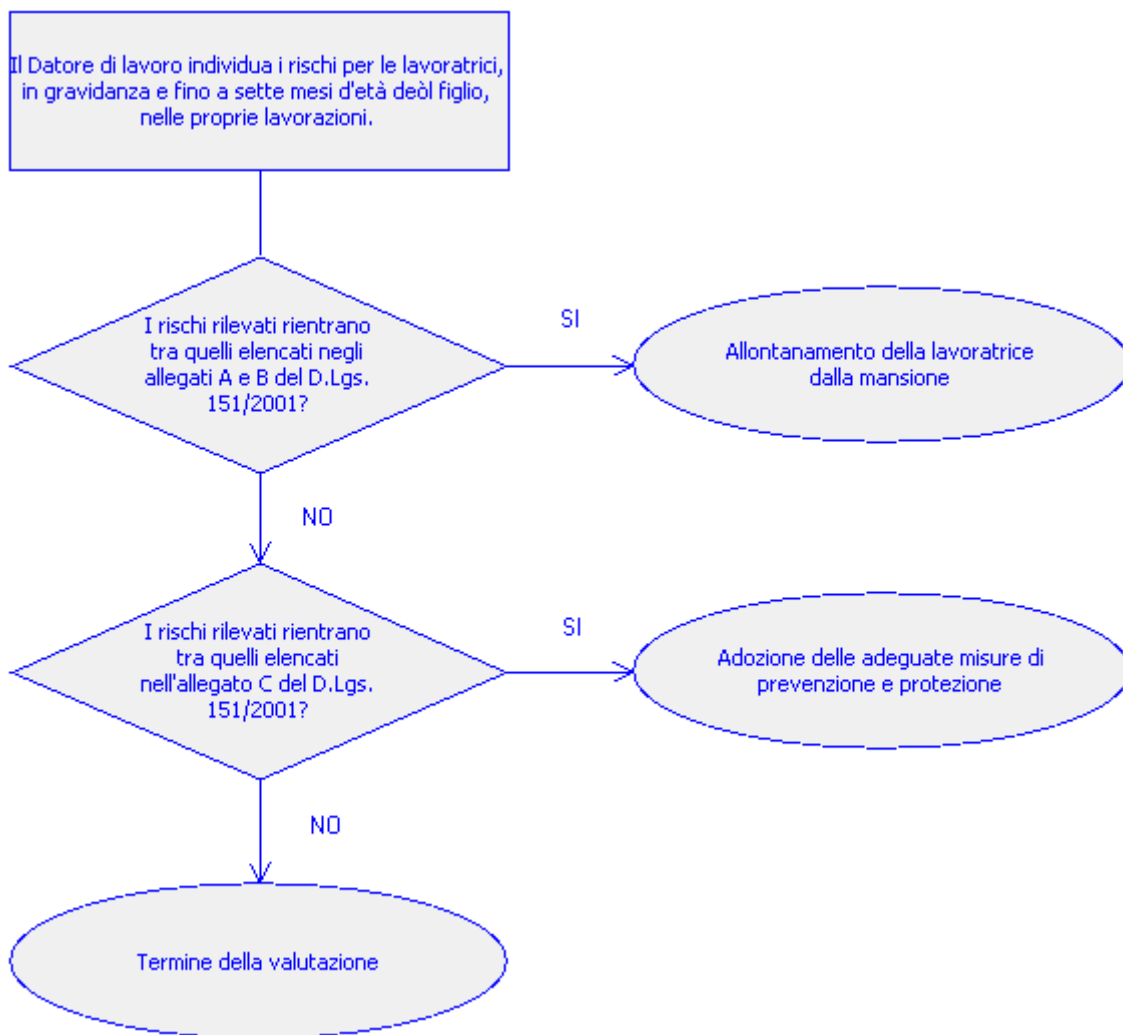 Il Datore di lavoro individua i rischi per le lavoratrici,
in gravidanza e fino a sette mesi d'età deòl figlio,
nelle proprie lavorazioni.
I rischi rilevati rientrano
tra quelli elencati negli
allegati A e B del D.Lgs.
151/2001?
SI
Allontanamento della lavoratrice
dalla mansione
NO
I rischi rilevati rientrano
tra quelli elencati
nell'allegato C del D.Lgs.
151/2001?
SI
Adozione delle adeguate misure di
prevenzione e protezione
NO
Termine della valutazione